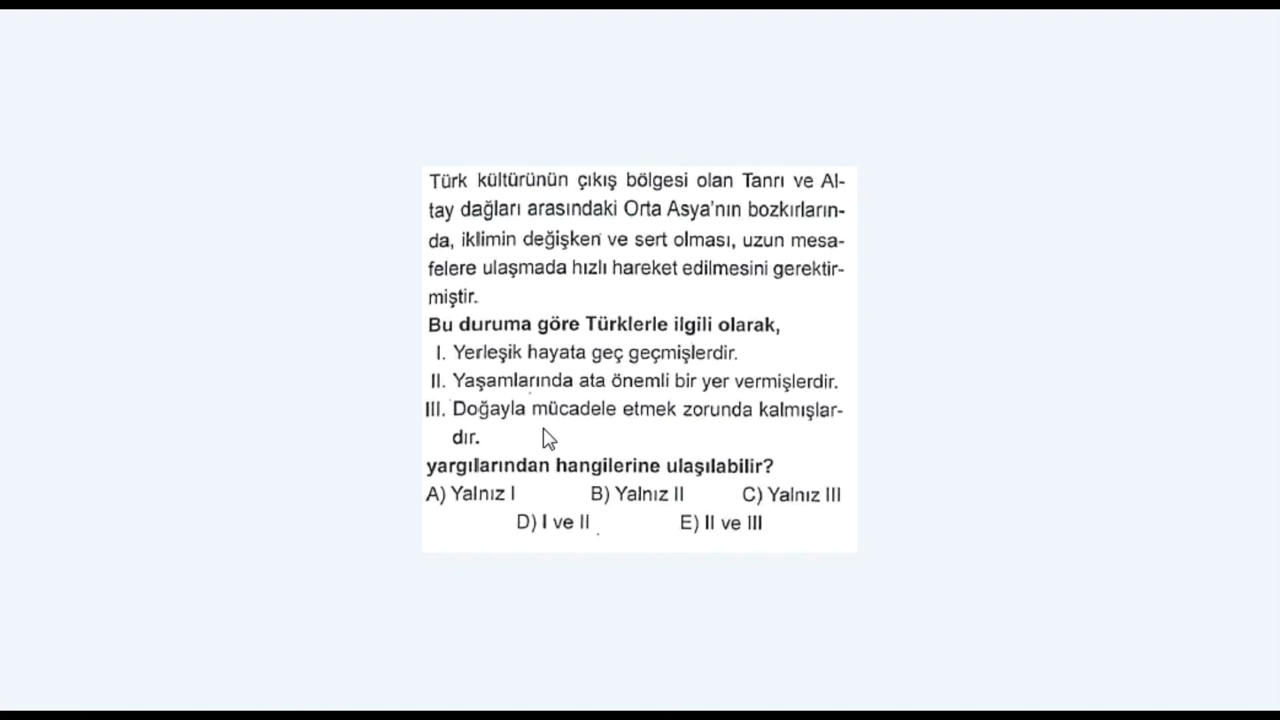 Türk kültürünün çıkış bölgesi olan Tanrı ve Al-
tay dağları arasındaki Orta Asya'nın bozkırların-
da, iklimin değişken ve sert olması, uzun mesa-
felere ulaşmada hızlı hareket edilmesini gerektir-
miştir.
Bu duruma göre Türklerle ilgili olarak,
I. Yerleşik hayata geç geçmişlerdir.
II. Yaşamlarında ata önemli bir yer vermişlerdir.
III. Doğayla mücadele etmek zorunda kalmışlar-
dır.
yargılarından hangilerine ulaşılabilir?
A) Yalnız I B) Yalnız II C) Yalnız III
D) I ve II E) II ve III